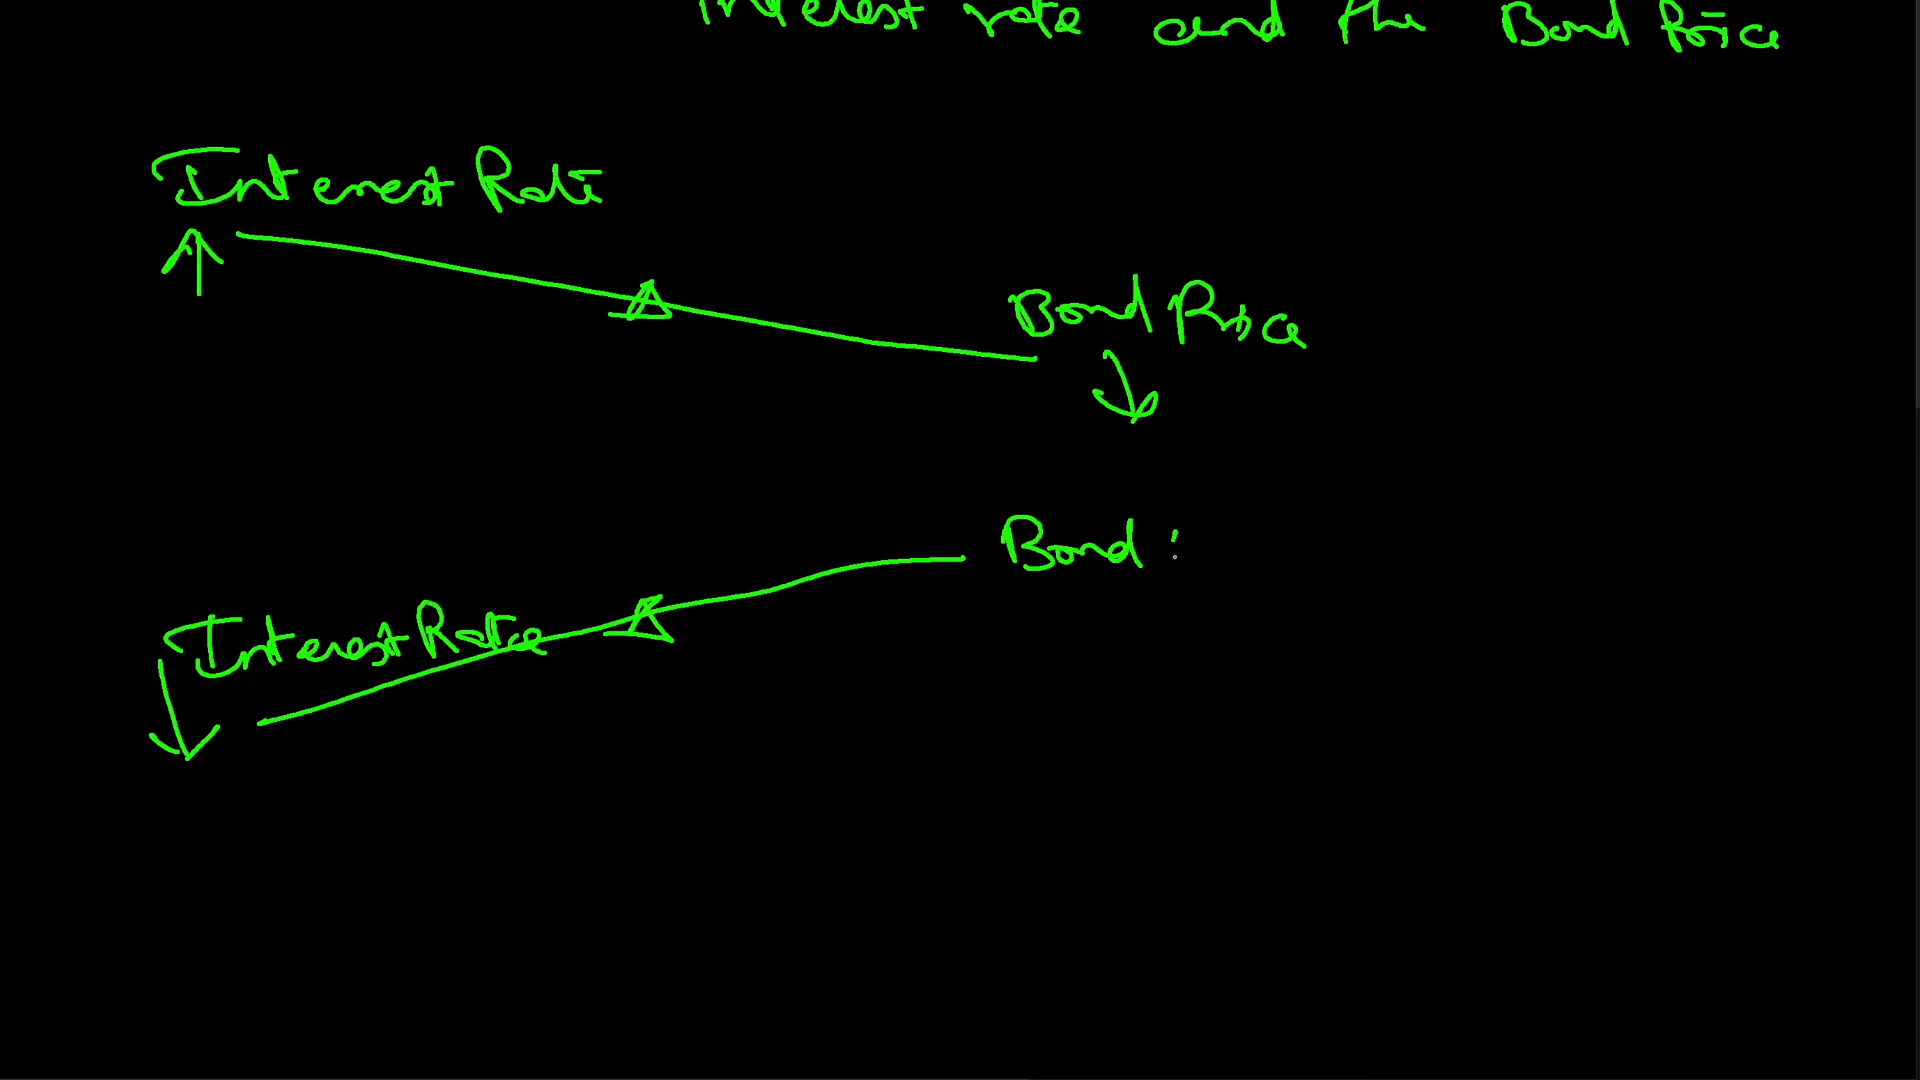 Interest rate and the Bond Price
Interest Rate
Bond Price
Bond
Interest Rate